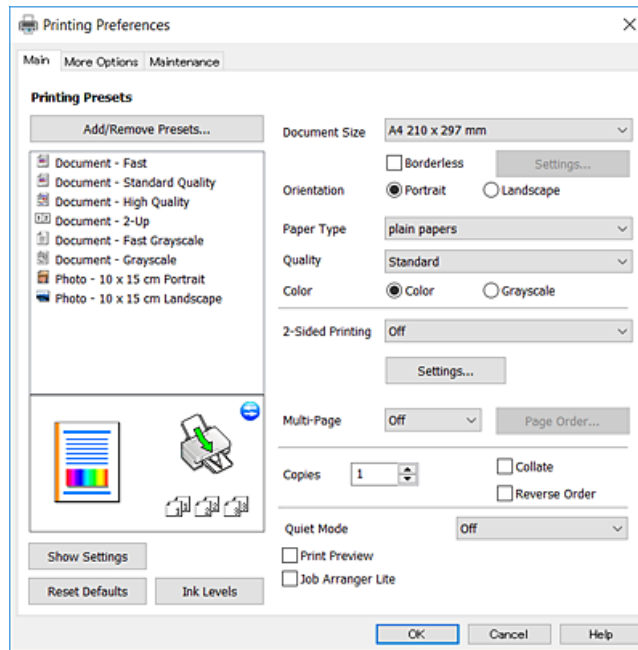 Printing Preferences
Main More Options Maintenance
Printing Presets
Add/Remove Presets...
Document - Fast
Document - Standard Quality
Document - High Quality
Document - 2-Up
Document - Fast Grayscale
Document - Grayscale
Photo - 10 x 15 cm Portrait
Photo - 10 x 15 cm Landscape
Show Settings
Reset Defaults Ink Levels
Document Size A4 210 x 297 mm
Borderless Settings...
Orientation Portrait Landscape
Paper Type plain papers
Quality Standard
Color Color Grayscale
2-Sided Printing Off
Settings...
Multi-Page Off Page Order...
Copies 1 Collate
Reverse Order
Quiet Mode Off
Print Preview
Job Arranger Lite
OK Cancel Help